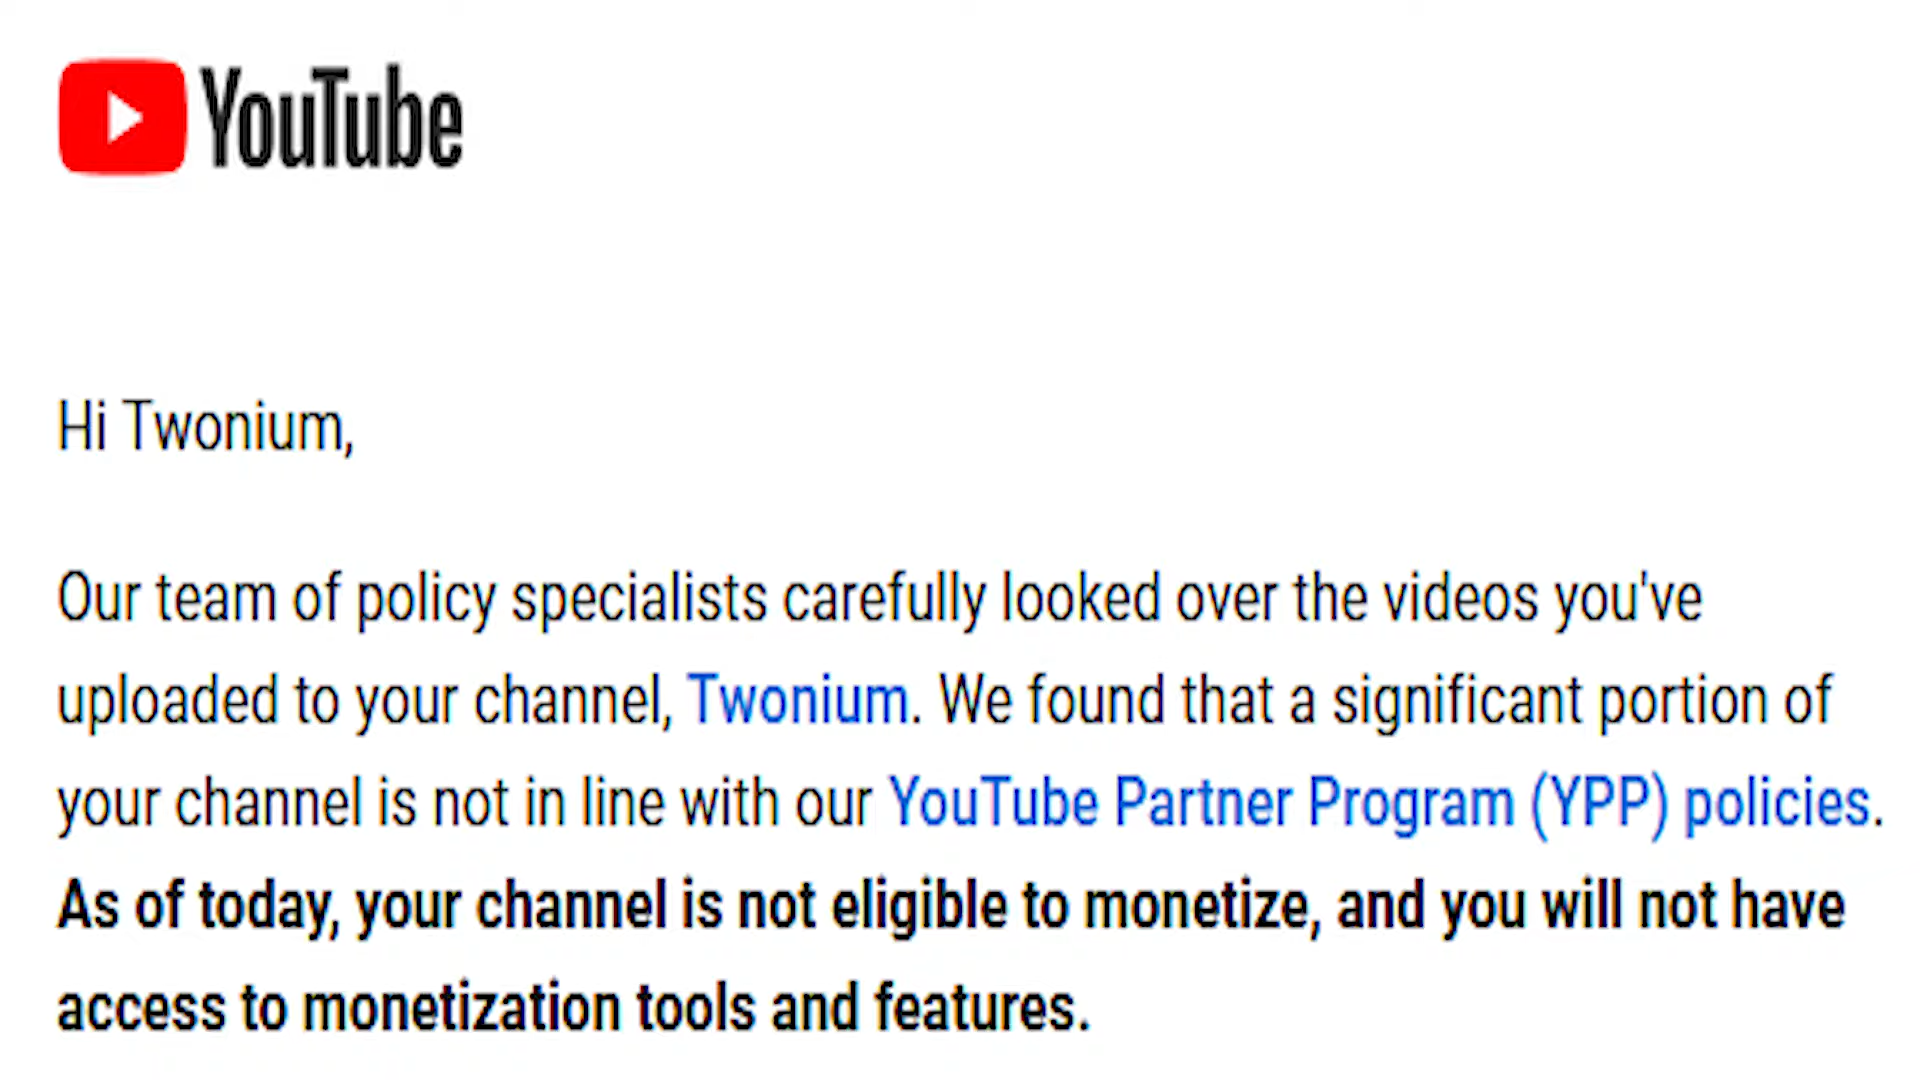 YouTube
Hi Twonium,
Our team of policy specialists carefully looked over the videos you've
uploaded to your channel, Twonium. We found that a significant portion of
your channel is not in line with our YouTube Partner Program (YPP) policies.
As of today, your channel is not eligible to monetize, and you will not have
access to monetization tools and features.